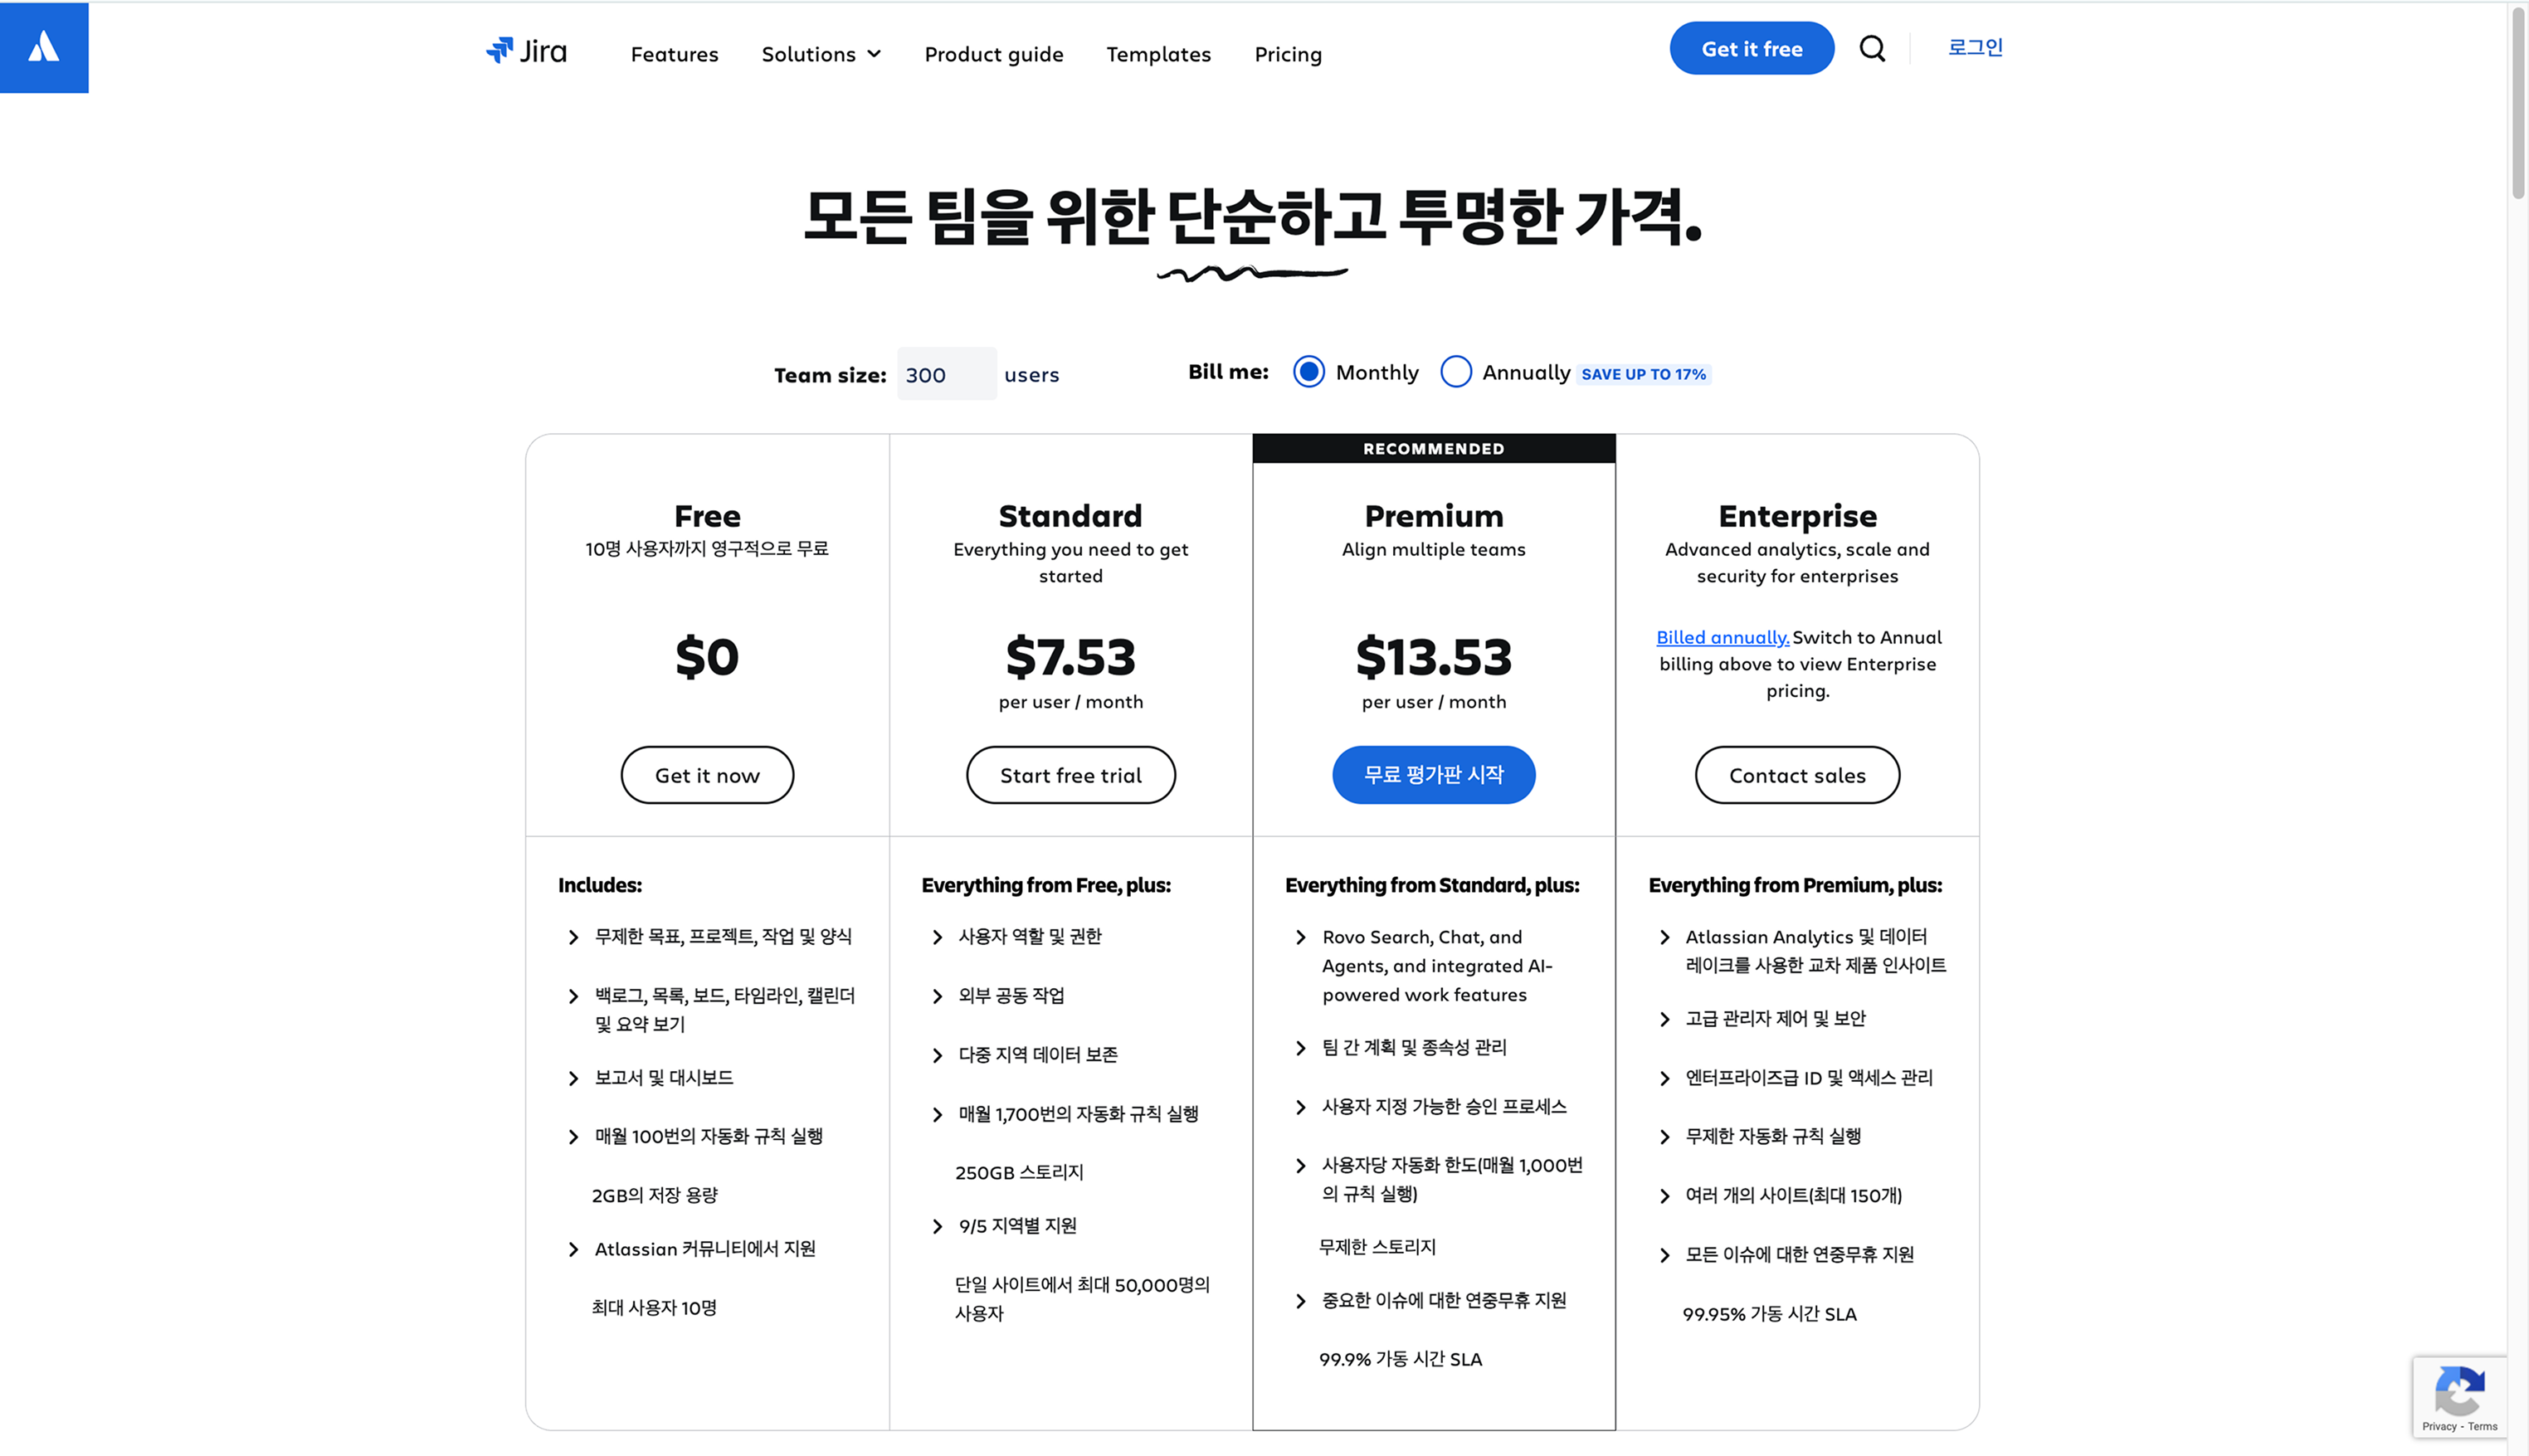 Jira
Features
Solutions
Product guide
Templates
Pricing
Get it free
로그인
모든 팀을 위한 단순하고 투명한 가격.
Team size: 300 users
Bill me: Monthly Annually SAVE UP TO 17%
Free
10명 사용자까지 영구적으로 무료
$0
Get it now
Includes:
무제한 목표, 프로젝트, 작업 및 양식
백로그, 목록, 보드, 타임라인, 캘린더
및 요약 보기
보고서 및 대시보드
매월 100번의 자동화 규칙 실행
2GB의 저장 용량
Atlassian 커뮤니티에서 지원
최대 사용자 10명
Standard
Everything you need to get
started
$7.53
per user / month
Start free trial
Everything from Free, plus:
사용자 역할 및 권한
외부 공동 작업
다중 지역 데이터 보존
매월 1,700번의 자동화 규칙 실행
250GB 스토리지
9/5 지역별 지원
단일 사이트에서 최대 50,000명의
사용자
RECOMMENDED
Premium
Align multiple teams
$13.53
per user / month
무료 평가판 시작
Everything from Standard, plus:
Rovo Search, Chat, and
Agents, and integrated AI-
powered work features
팀 간 계획 및 종속성 관리
사용자 지정 가능한 승인 프로세스
사용자당 자동화 한도(매월 1,000번
의 규칙 실행)
무제한 스토리지
중요한 이슈에 대한 연중무휴 지원
99.9% 가동 시간 SLA
Enterprise
Advanced analytics, scale and
security for enterprises
Billed annually. Switch to Annual
billing above to view Enterprise
pricing.
Contact sales
Everything from Premium, plus:
Atlassian Analytics 및 데이터
레이크를 사용한 교차 제품 인사이트
고급 관리자 제어 및 보안
엔터프라이즈급 ID 및 액세스 관리
무제한 자동화 규칙 실행
여러 개의 사이트(최대 150개)
모든 이슈에 대한 연중무휴 지원
99.95% 가동 시간 SLA
Privacy - Terms